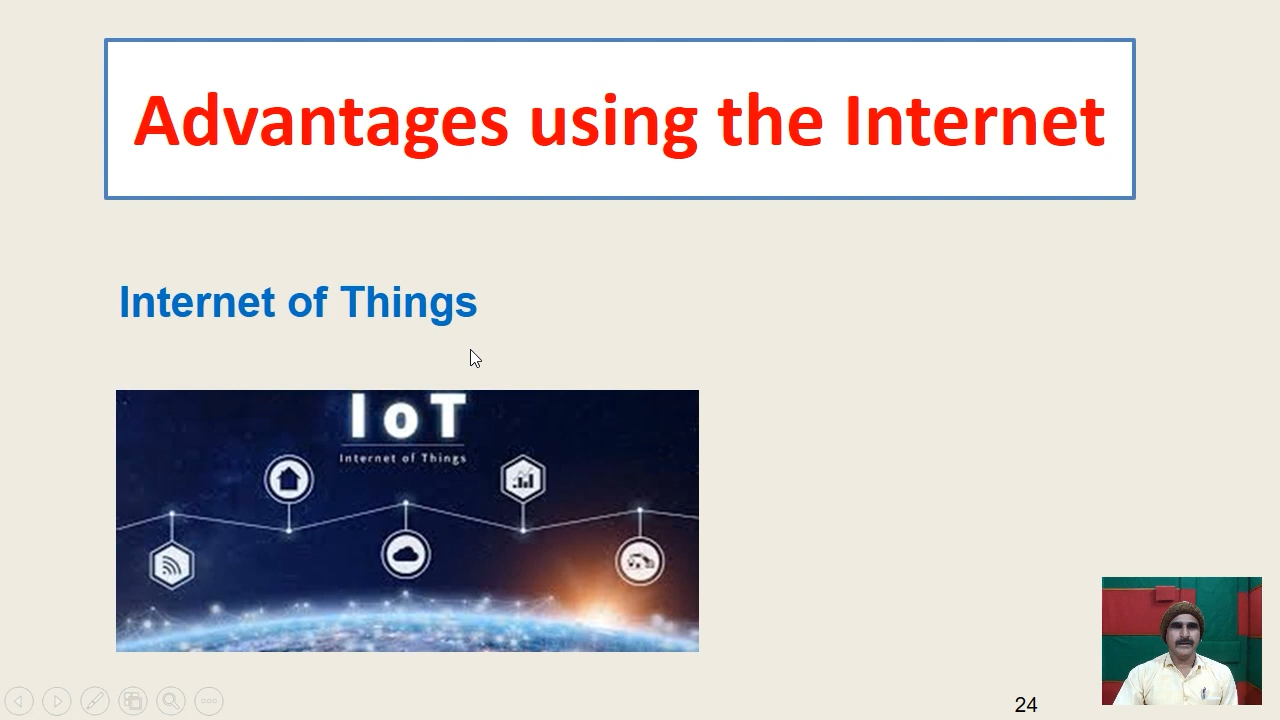 Advantages using the Internet
Internet of Things
IoT
Internet of Things
24